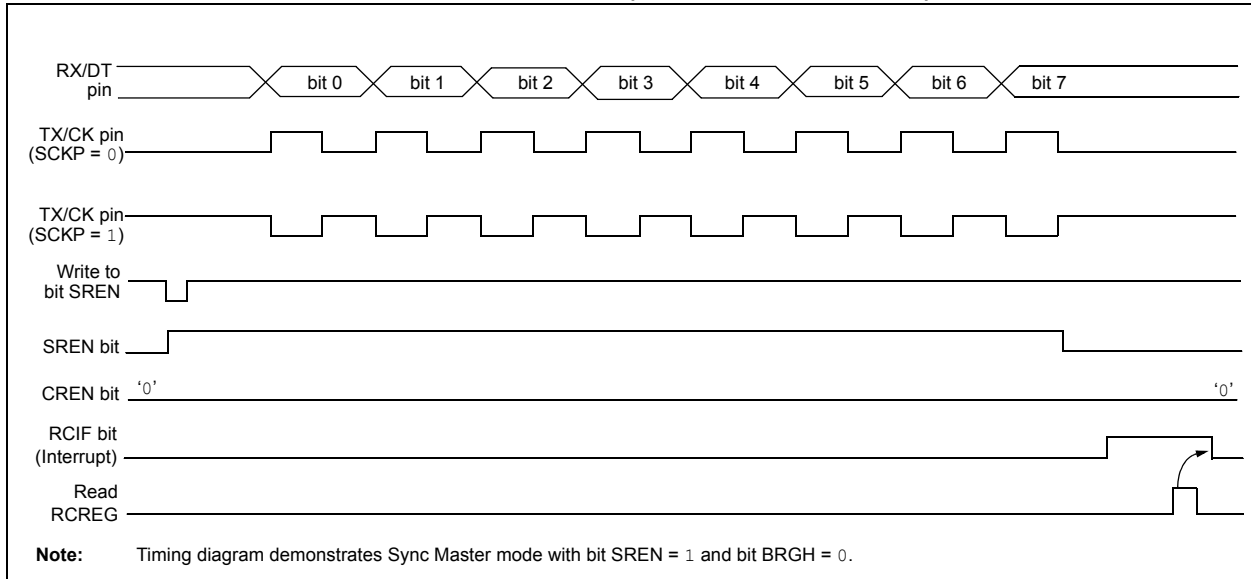 RX/DT
pin
bit 0 bit 1 bit 2 bit 3 bit 4 bit 5 bit 6 bit 7
TX/CK pin
(SCKP = 0)
TX/CK pin
(SCKP = 1)
Write to
bit SREN
SREN bit
CREN bit ‘0’ ‘0’
RCIF bit
(Interrupt)
Read
RCREG
Note: Timing diagram demonstrates Sync Master mode with bit SREN = 1 and bit BRGH = 0.